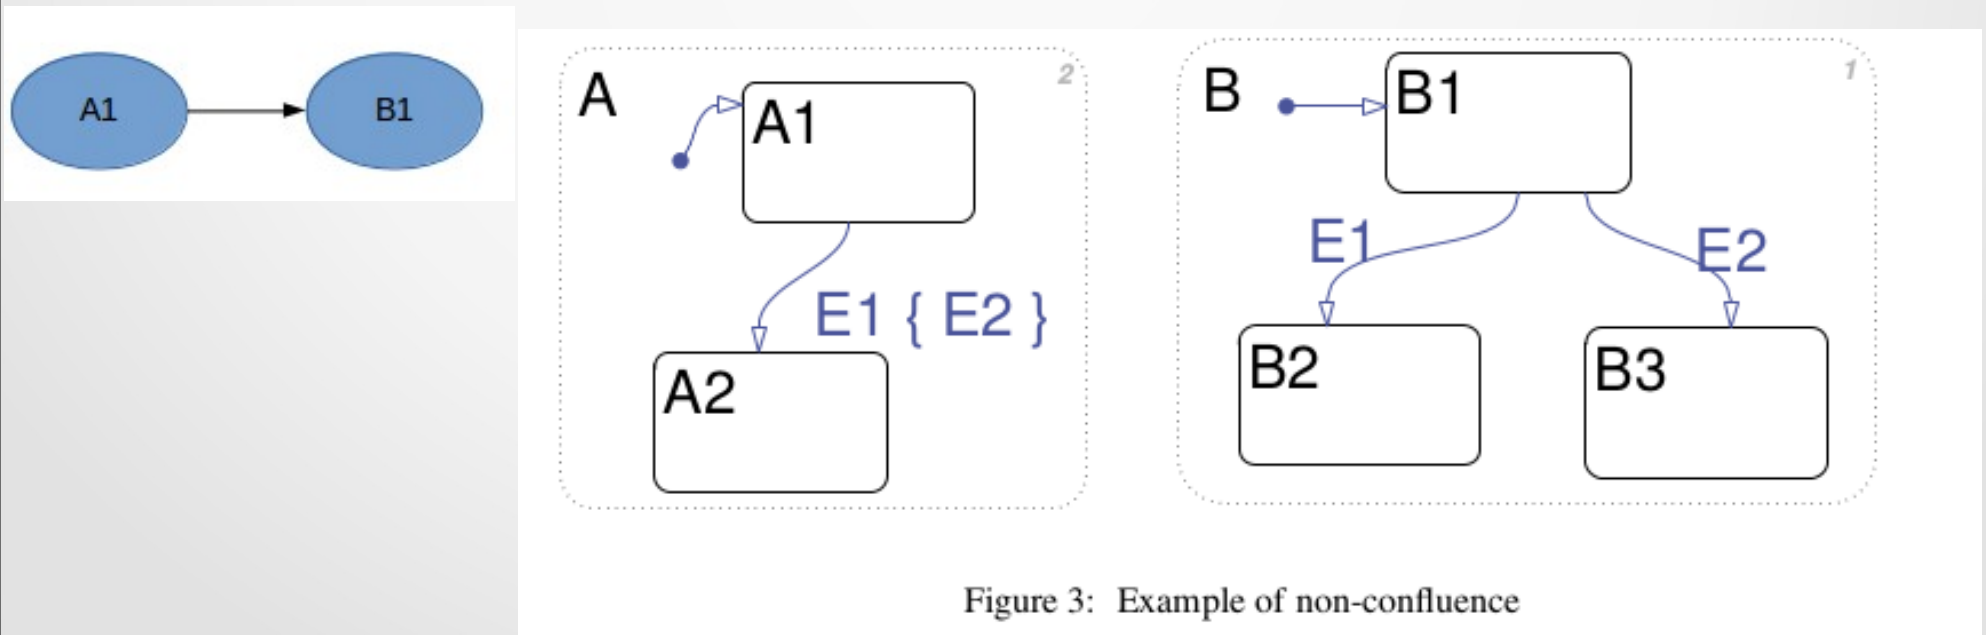 A1
B1
A
2
A1
E1 { E2 }
A2
B
1
B1
E1
E2
B2
B3
Figure 3: Example of non-confluence